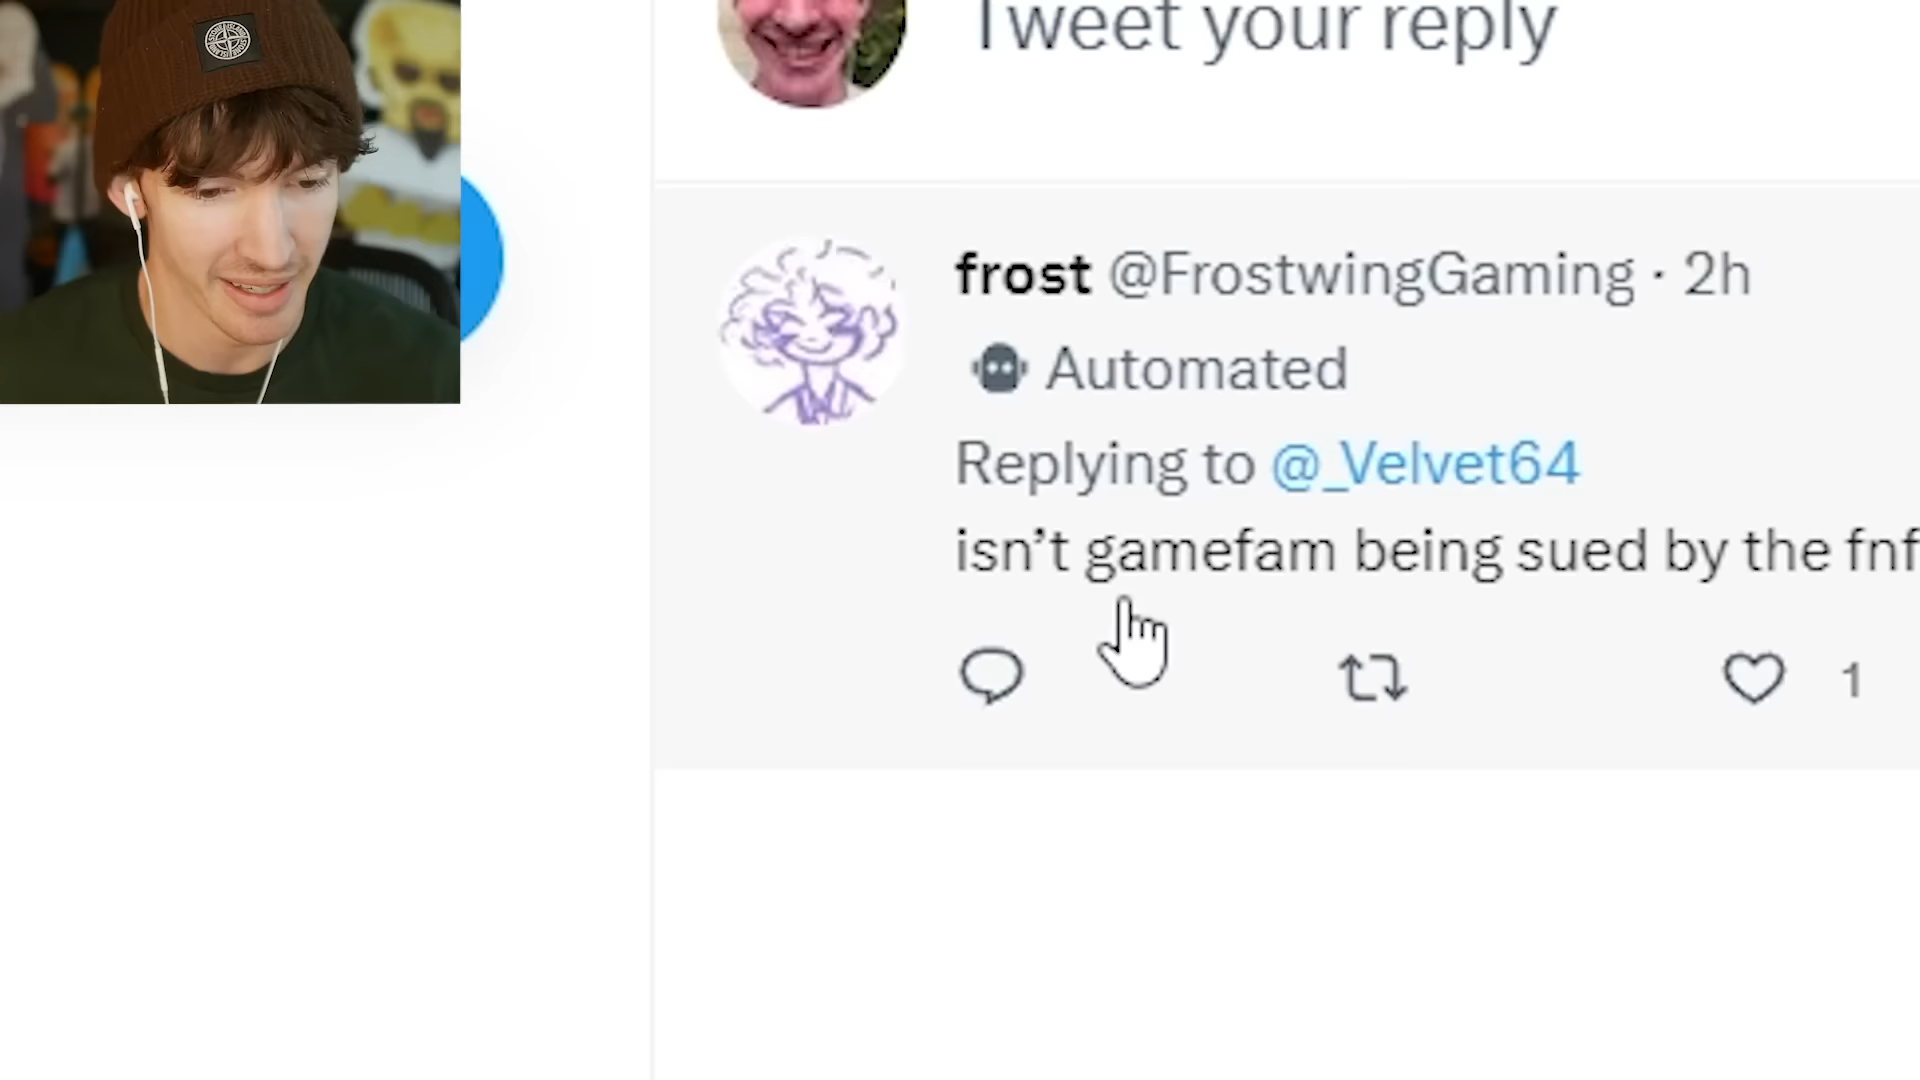 Tweet your reply
frost @FrostwingGaming · 2h
Automated
Replying to @_Velvet64
isn’t gamefam being sued by the fnf
1